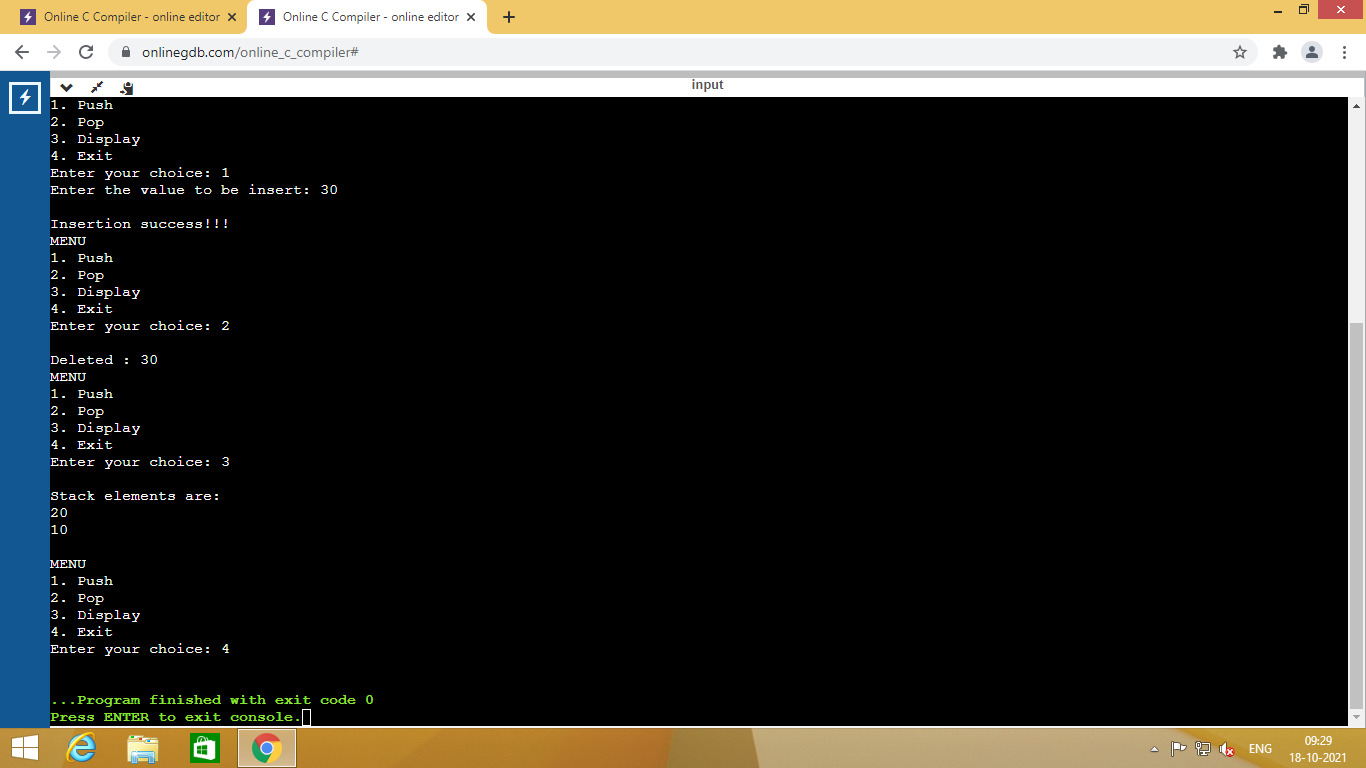 Online C Compiler - online editor
Online C Compiler - online editor
onlinegdb.com/online_c_compiler#
input
1. Push
2. Pop
3. Display
4. Exit
Enter your choice: 1
Enter the value to be insert: 30
Insertion success!!!
MENU
1. Push
2. Pop
3. Display
4. Exit
Enter your choice: 2
Deleted : 30
MENU
1. Push
2. Pop
3. Display
4. Exit
Enter your choice: 3
Stack elements are:
20
10
MENU
1. Push
2. Pop
3. Display
4. Exit
Enter your choice: 4
...Program finished with exit code 0
Press ENTER to exit console.
ENG
09:29
18-10-2021